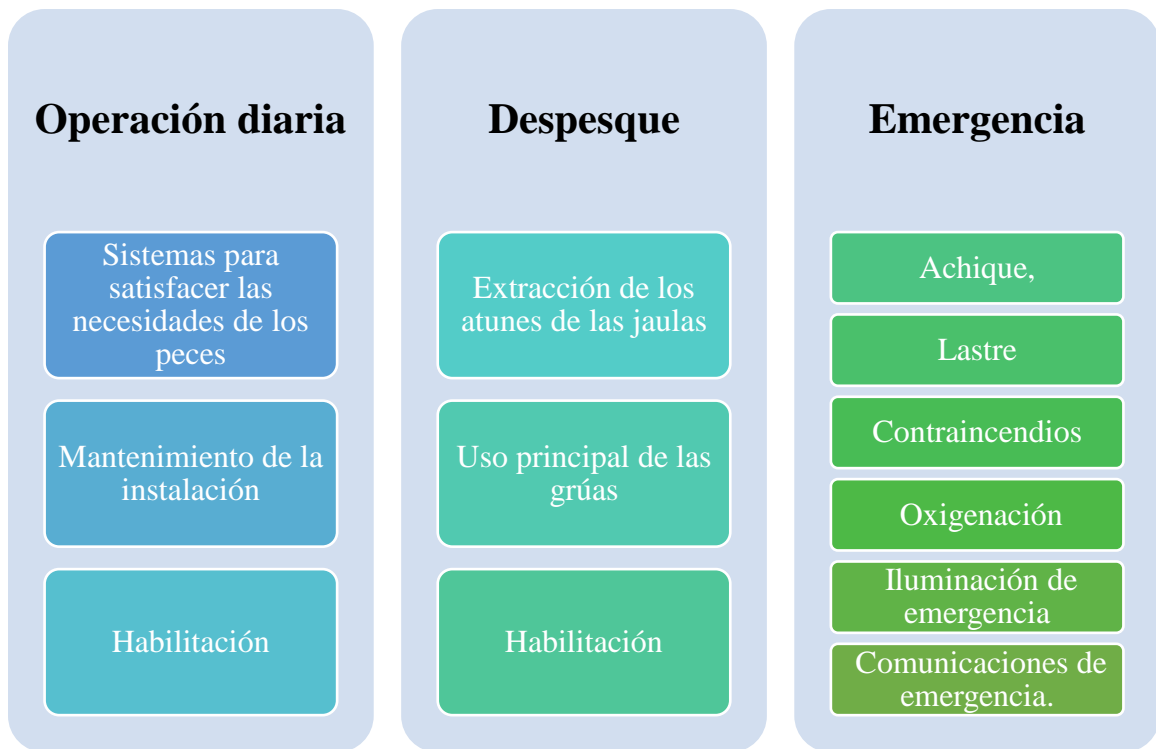 Operación diaria
Sistemas para
satisfacer las
necesidades de los
peces
Mantenimiento de la
instalación
Habilitación
Despesque
Extracción de los
atunes de las jaulas
Uso principal de las
grúas
Habilitación
Emergencia
Achique,
Lastre
Contraincendios
Oxigenación
Iluminación de
emergencia
Comunicaciones de
emergencia.